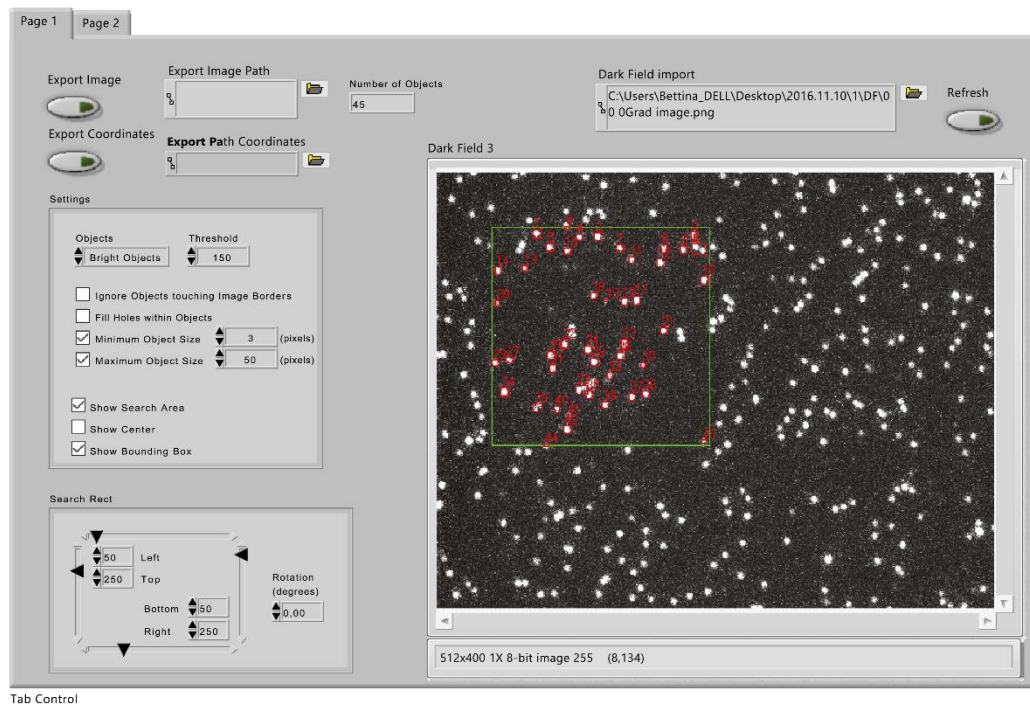 Page 1
Page 2
Export Image
Export Image Path
Number of Objects
45
Dark Field import
C:\Users\Bettina_DELL\Desktop\2016.11.10\1\DF\0
0 0Grad image.png
Refresh
Export Coordinates
Export Path Coordinates
Dark Field 3
Settings
Objects
Threshold
Bright Objects
150
Ignore Objects touching Image Borders
Fill Holes within Objects
Minimum Object Size
3
(pixels)
Maximum Object Size
50
(pixels)
Show Search Area
Show Center
Show Bounding Box
Search Rect
50
Left
250
Top
Bottom
50
Right
250
Rotation
(degrees)
0.00
512x400 1X 8-bit image 255 (8,134)
Tab Control